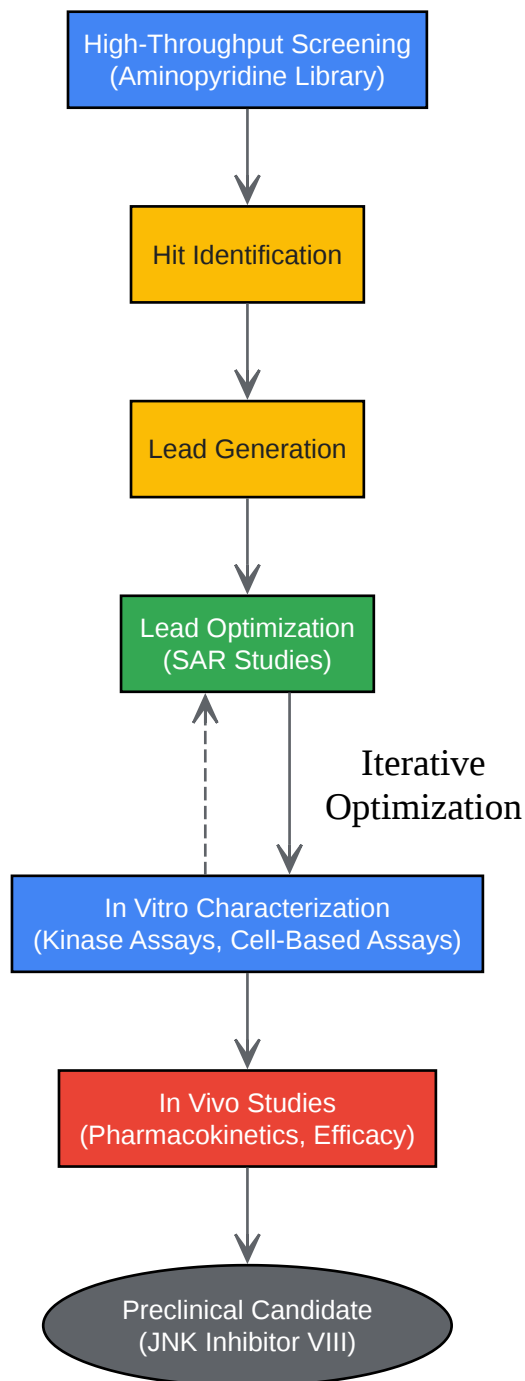 High-Throughput Screening
(Aminopyridine Library)
Hit Identification
Lead Generation
Lead Optimization
(SAR Studies)
Iterative
Optimization
In Vitro Characterization
(Kinase Assays, Cell-Based Assays)
In Vivo Studies
(Pharmacokinetics, Efficacy)
Preclinical Candidate
(JNK Inhibitor VIII)